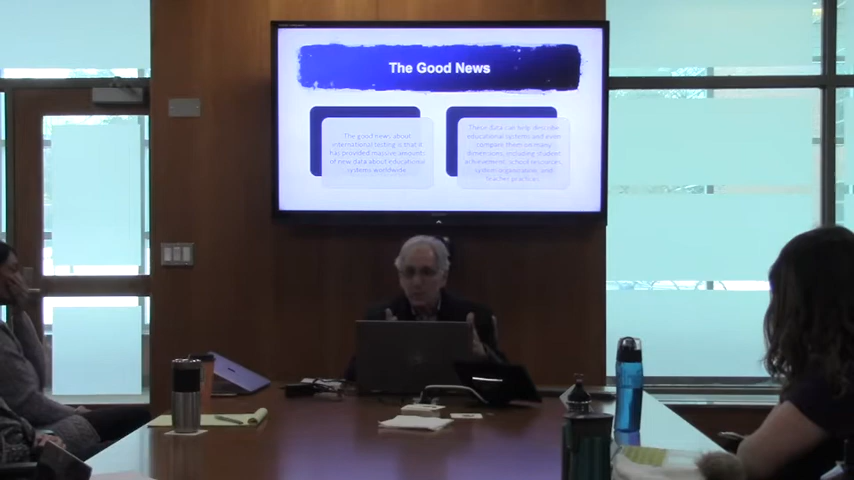 The Good News
The good news about
international testing is that it
has provided massive amounts
of new data about educational
systems worldwide.
These data can help describe
educational systems and even
compare them on many
dimensions, including student
achievement, school resources,
system organization, and
teacher practices.